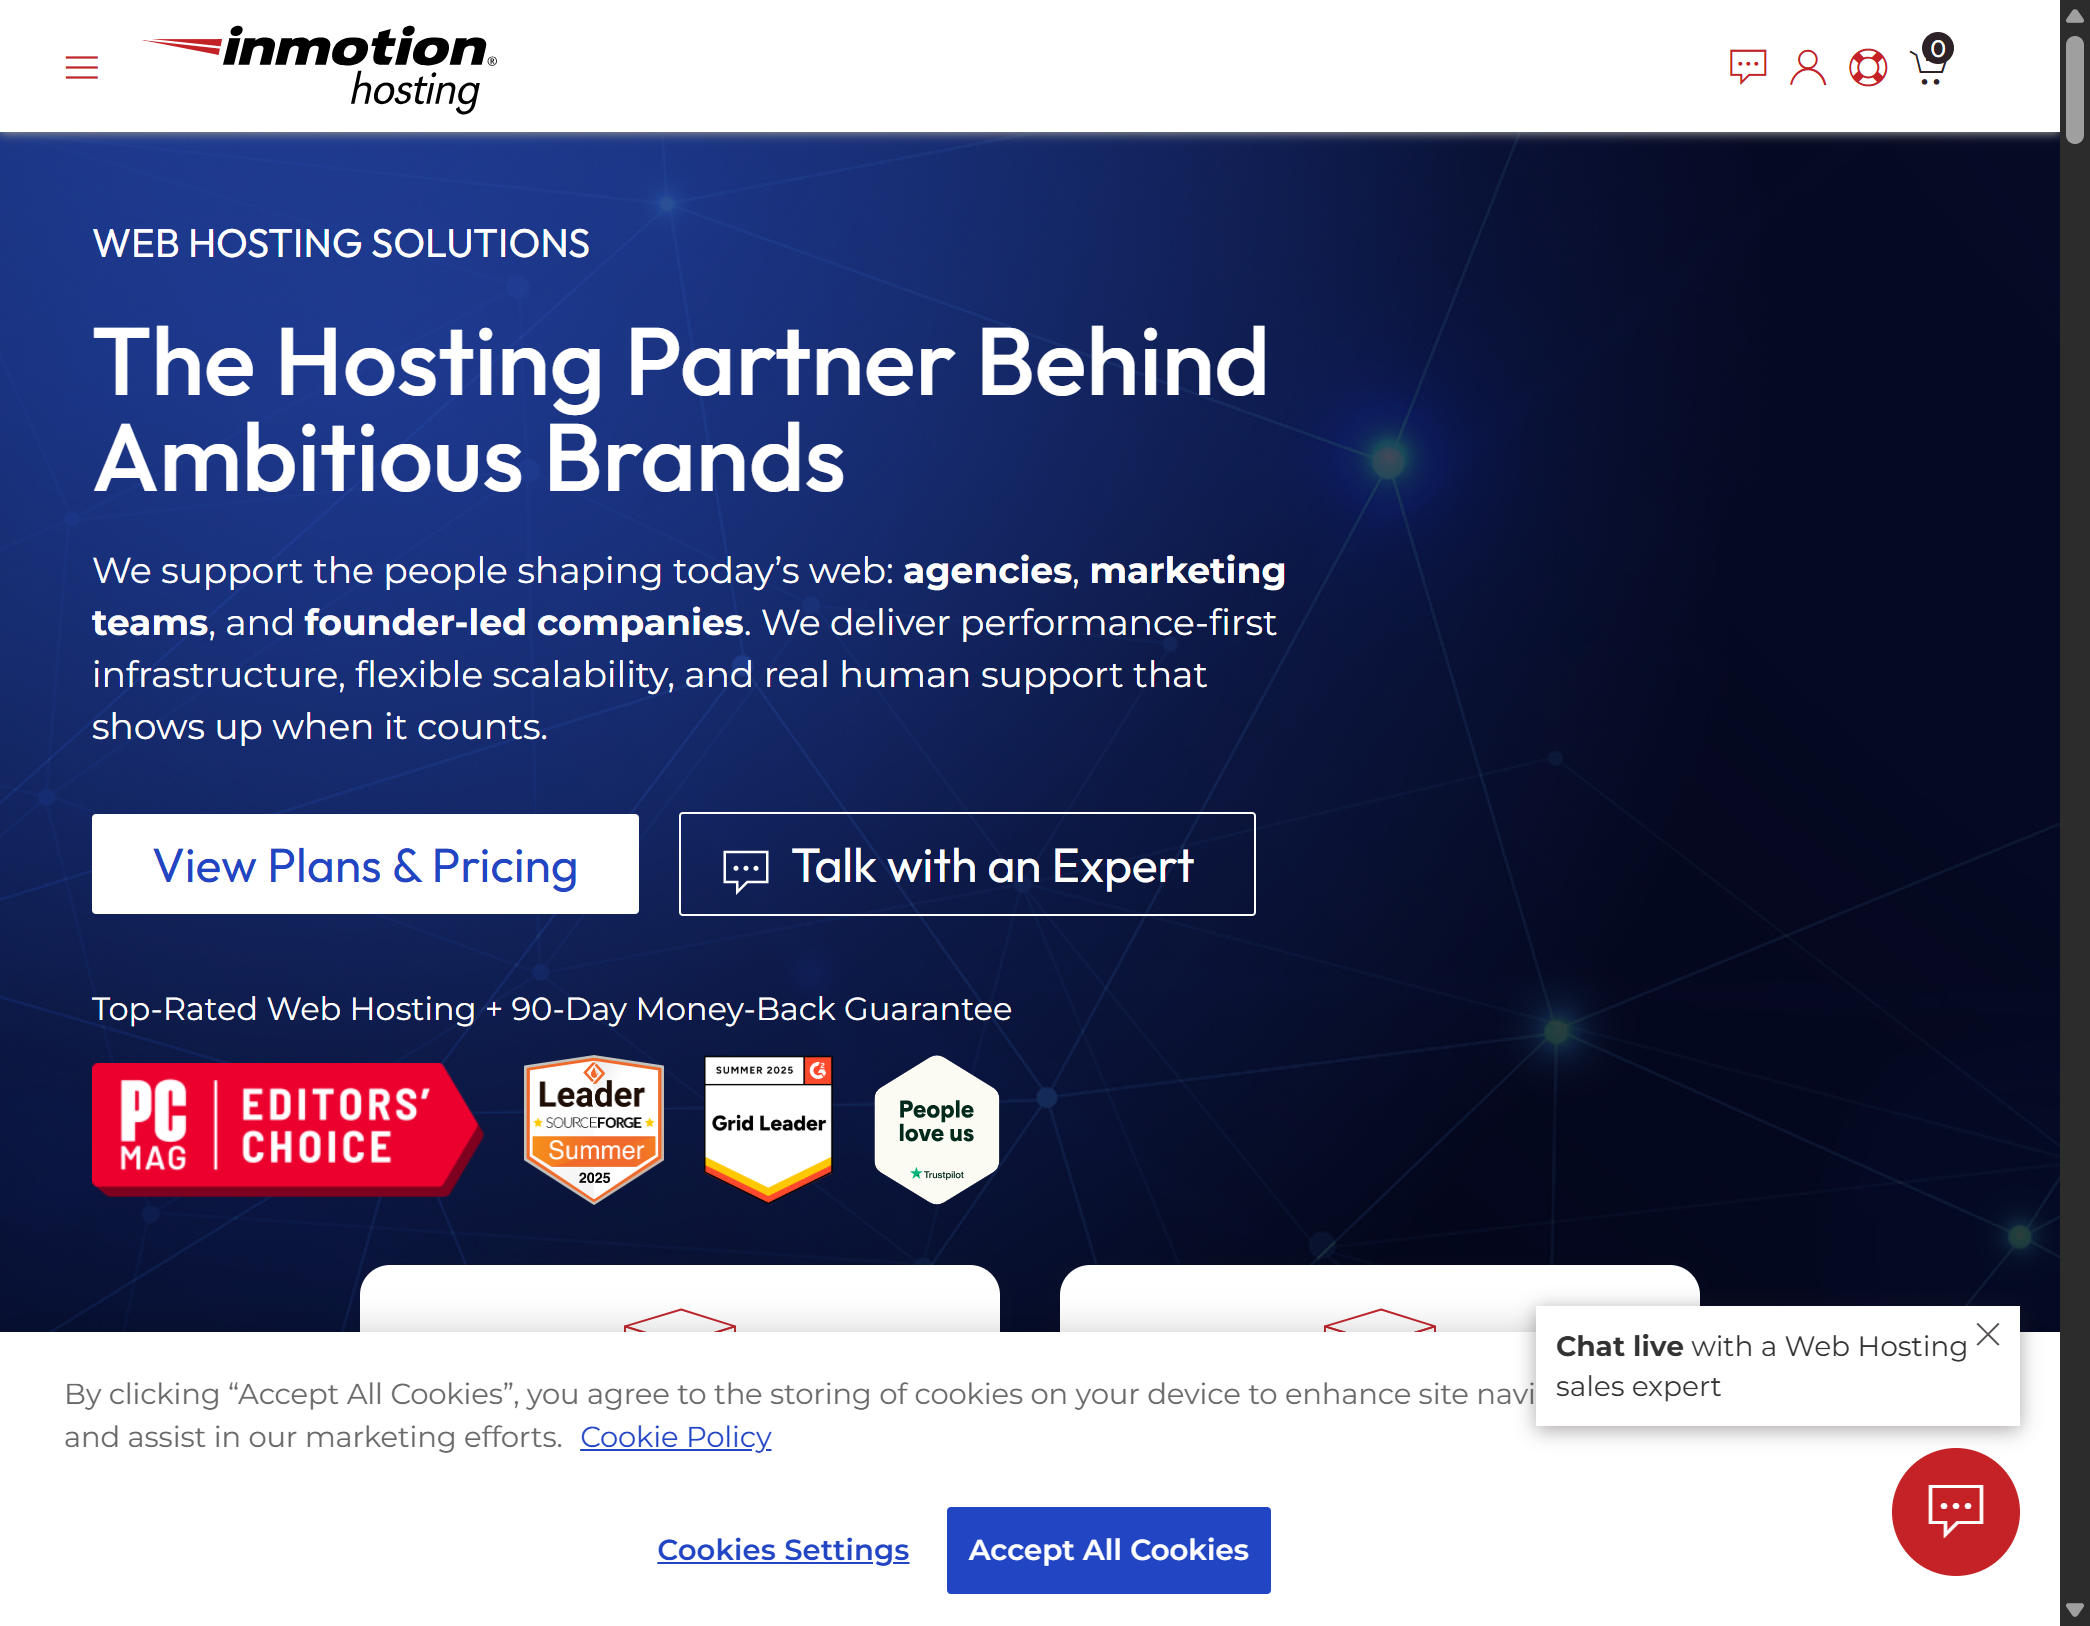 inmotion®
hosting
0
WEB HOSTING SOLUTIONS
The Hosting Partner Behind
Ambitious Brands
We support the people shaping today’s web: agencies, marketing
teams, and founder-led companies. We deliver performance-first
infrastructure, flexible scalability, and real human support that
shows up when it counts.
View Plans & Pricing
Talk with an Expert
Top-Rated Web Hosting + 90-Day Money-Back Guarantee
PC
MAG
EDITORS’
CHOICE
Leader
SOURCEFORGE
Summer
2025
SUMMER 2025
Grid Leader
People
love us
Trustpilot
Chat live with a Web Hosting
sales expert
By clicking “Accept All Cookies”, you agree to the storing of cookies on your device to enhance site navi
and assist in our marketing efforts. Cookie Policy
Cookies Settings
Accept All Cookies